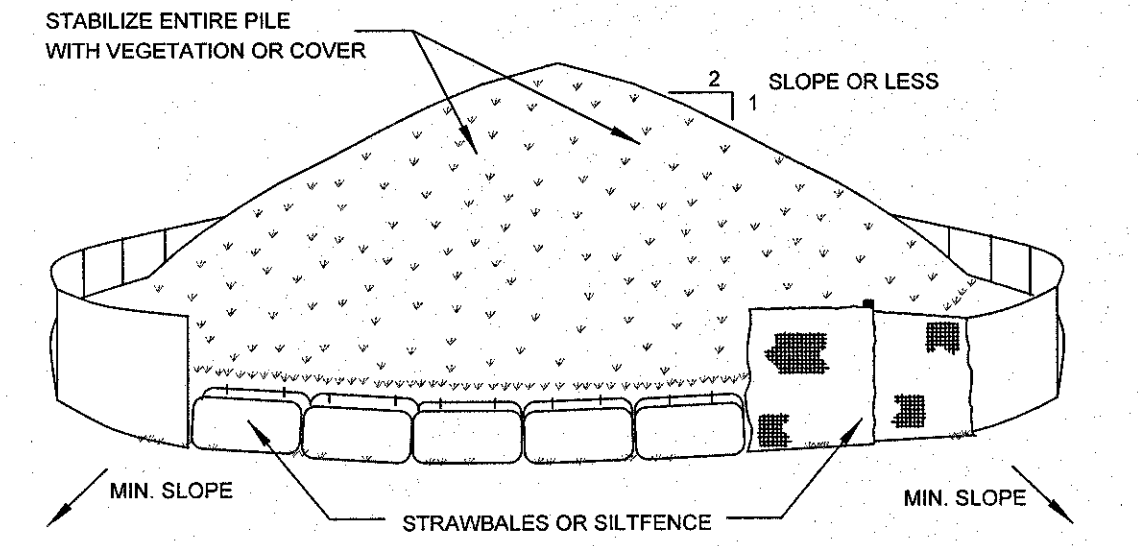 STABILIZE ENTIRE PILE
WITH VEGETATION OR COVER
2
1
SLOPE OR LESS
MIN. SLOPE
STRAWBALES OR SILTFENCE
MIN. SLOPE